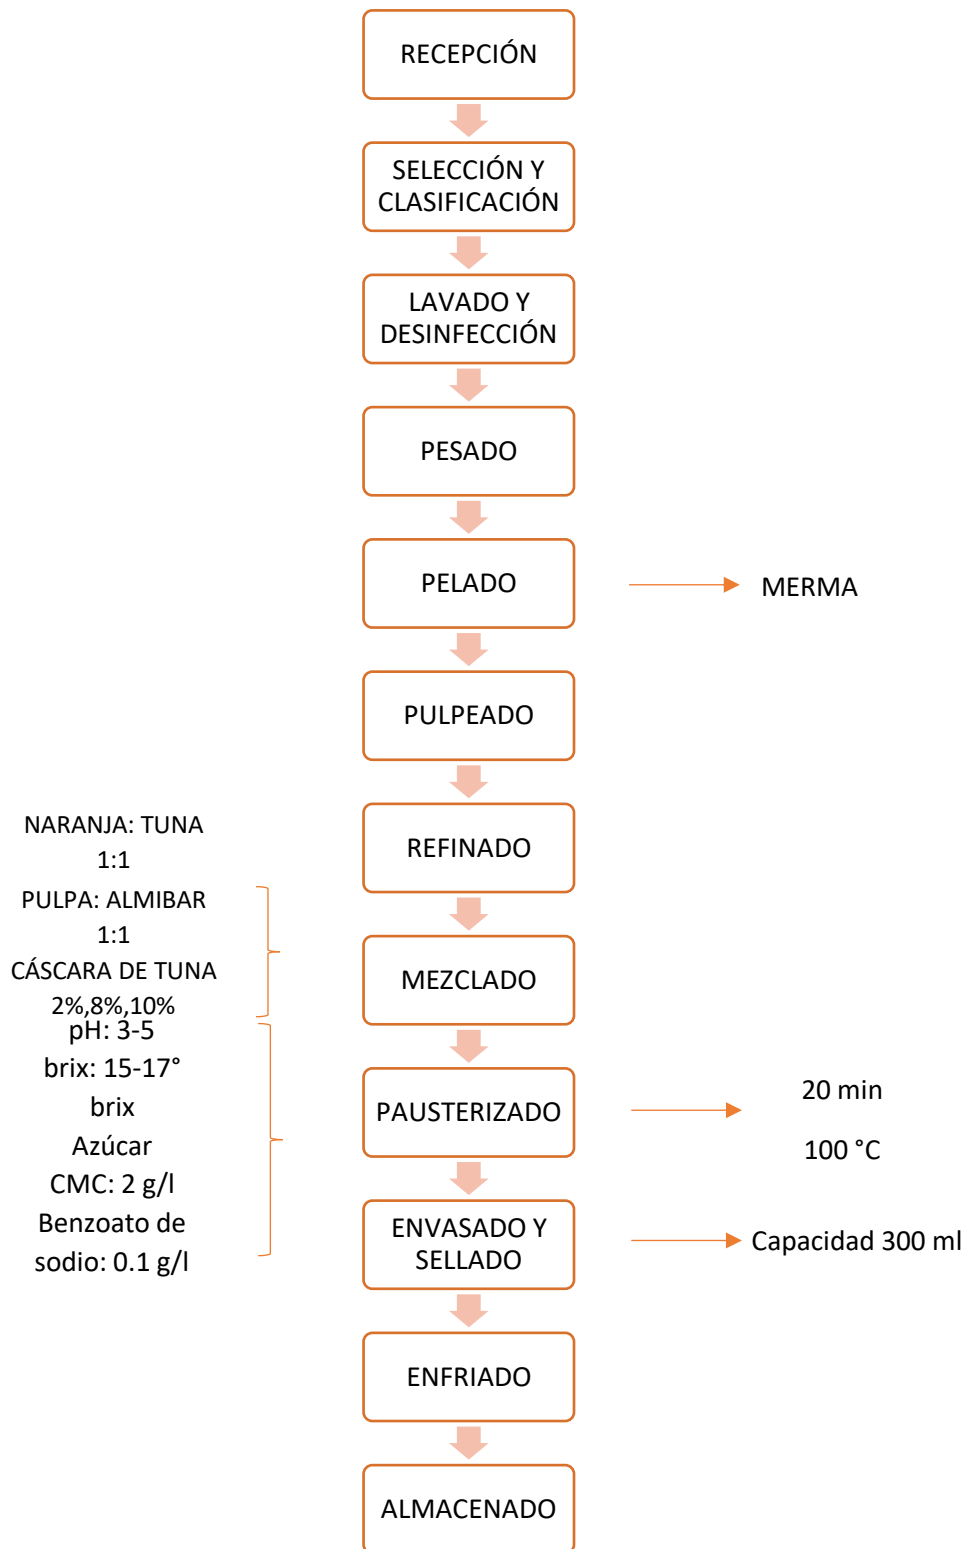 RECEPCIÓN
SELECCIÓN Y
CLASIFICACIÓN
LAVADO Y
DESINFECCIÓN
PESADO
PELADO
MERMA
PULPEADO
REFINADO
NARANJA: TUNA
1:1
PULPA: ALMIBAR
1:1
CÁSCARA DE TUNA
2%,8%,10%
MEZCLADO
pH: 3-5
brix: 15-17°
brix
Azúcar
CMC: 2 g/l
Benzoato de
sodio: 0.1 g/l
PAUSTERIZADO
20 min
100 °C
ENVASADO Y
SELLADO
Capacidad 300 ml
ENFRIADO
ALMACENADO